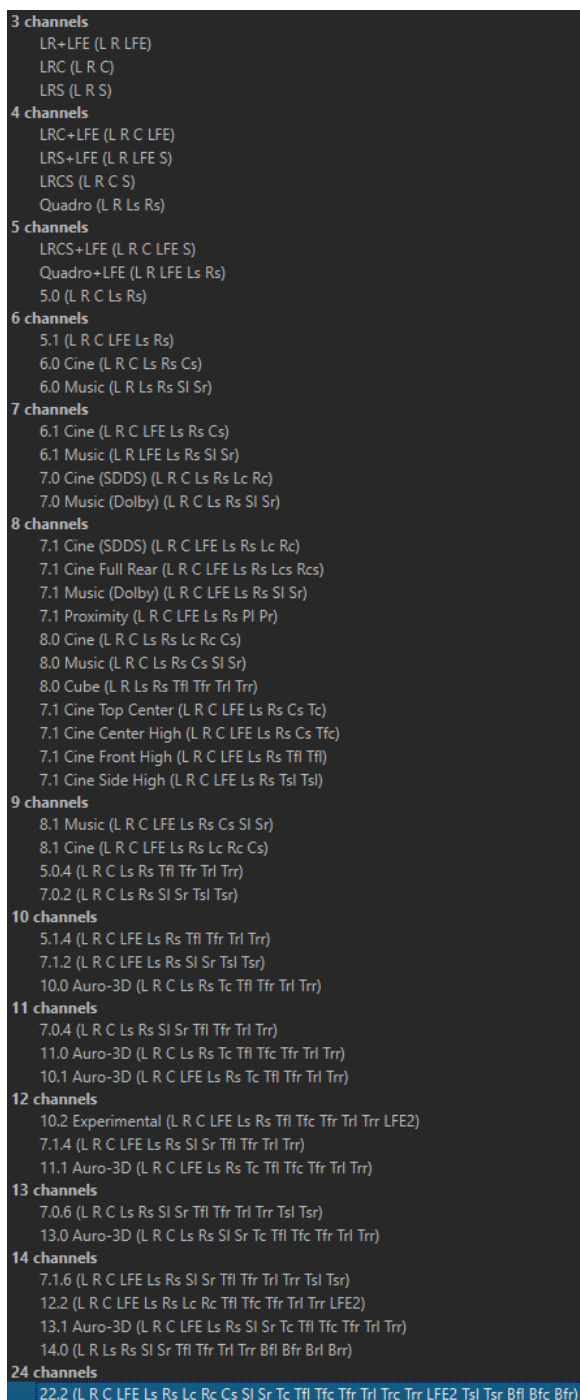 3 channels
LR+LFE (L R LFE)
LRC (L R C)
LRS (L R S)
4 channels
LRC+LFE (L R C LFE)
LRS+LFE (L R LFE S)
LRCS (L R C S)
Quadro (L R Ls Rs)
5 channels
LRCS+LFE (L R C LFE S)
Quadro+LFE (L R LFE Ls Rs)
5.0 (L R C Ls Rs)
6 channels
5.1 (L R C LFE Ls Rs)
6.0 Cine (L R C Ls Rs Cs)
6.0 Music (L R Ls Rs Sl Sr)
7 channels
6.1 Cine (L R C LFE Ls Rs Cs)
6.1 Music (L R LFE Ls Rs Sl Sr)
7.0 Cine (SDDS) (L R C Ls Rs Lc Rc)
7.0 Music (Dolby) (L R C Ls Rs Sl Sr)
8 channels
7.1 Cine (SDDS) (L R C LFE Ls Rs Lc Rc)
7.1 Cine Full Rear (L R C LFE Ls Rs Lcs Rcs)
7.1 Music (Dolby) (L R C LFE Ls Rs Sl Sr)
7.1 Proximity (L R C LFE Ls Rs Pl Pr)
8.0 Cine (L R C Ls Rs Lc Rc Cs)
8.0 Music (L R C Ls Rs Cs Sl Sr)
8.0 Cube (L R Ls Rs Tfl Tfr Trl Trr)
7.1 Cine Top Center (L R C LFE Ls Rs Cs Tc)
7.1 Cine Center High (L R C LFE Ls Rs Cs Tfc)
7.1 Cine Front High (L R C LFE Ls Rs Tfl Tfl)
7.1 Cine Side High (L R C LFE Ls Rs Tsl Tsl)
9 channels
8.1 Music (L R C LFE Ls Rs Cs Sl Sr)
8.1 Cine (L R C LFE Ls Rs Lc Rc Cs)
5.0.4 (L R C Ls Rs Tfl Tfr Trl Trr)
7.0.2 (L R C Ls Rs Sl Sr Tsl Tsr)
10 channels
5.1.4 (L R C LFE Ls Rs Tfl Tfr Trl Trr)
7.1.2 (L R C LFE Ls Rs Sl Sr Tsl Tsr)
10.0 Auro-3D (L R C Ls Rs Tc Tfl Tfr Trl Trr)
11 channels
7.0.4 (L R C Ls Rs Sl Sr Tfl Tfr Trl Trr)
11.0 Auro-3D (L R C Ls Rs Tc Tfl Tfc Tfr Trl Trr)
10.1 Auro-3D (L R C LFE Ls Rs Tc Tfl Tfr Trl Trr)
12 channels
10.2 Experimental (L R C LFE Ls Rs Tfl Tfc Tfr Trl Trr LFE2)
7.1.4 (L R C LFE Ls Rs Sl Sr Tfl Tfr Trl Trr)
11.1 Auro-3D (L R C LFE Ls Rs Tc Tfl Tfc Tfr Trl Trr)
13 channels
7.0.6 (L R C Ls Rs Sl Sr Tfl Tfr Trl Trr Tsl Tsr)
13.0 Auro-3D (L R C Ls Rs Sl Sr Tc Tfl Tfc Tfr Trl Trr)
14 channels
7.1.6 (L R C LFE Ls Rs Sl Sr Tfl Tfr Trl Trr Tsl Tsr)
12.2 (L R C LFE Ls Rs Lc Rc Tfl Tfc Tfr Trl Trr LFE2)
13.1 Auro-3D (L R C LFE Ls Rs Sl Sr Tc Tfl Tfc Tfr Trl Trr)
14.0 (L R Ls Rs Sl Sr Tfl Tfr Trl Trr Bfl Bfr Brl Brr)
24 channels
22.2 (L R C LFE Ls Rs Lc Rc Cs Sl Sr Tc Tfl Tfc Tfr Trl Trc Trr LFE2 Tsl Tsr Bfl Bfc Bfr)